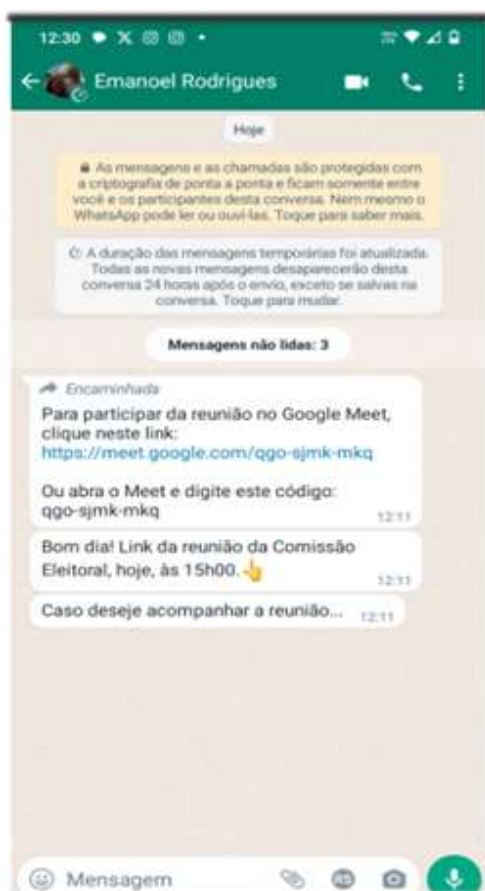 12:30
Emanoel Rodrigues
Hoje
As mensagens e as chamadas são protegidas com
a criptografia de ponta a ponta e ficam somente entre
você e os participantes desta conversa. Nem mesmo o
WhatsApp pode ler ou ouvi-las. Toque para saber mais.
A duração das mensagens temporárias foi atualizada.
Todas as novas mensagens desaparecerão desta
conversa 24 horas após o envio, exceto se salvas na
conversa. Toque para mudar.
Mensagens não lidas: 3
Encaminhada
Para participar da reunião no Google Meet,
clique neste link:
https://meet.google.com/qgo-sjmk-mkq
Ou abra o Meet e digite este código:
qgo-sjmk-mkq
12:11
Bom dia! Link da reunião da Comissão
Eleitoral, hoje, às 15h00.👆
12:11
Caso deseje acompanhar a reunião... 12:11
Mensagem